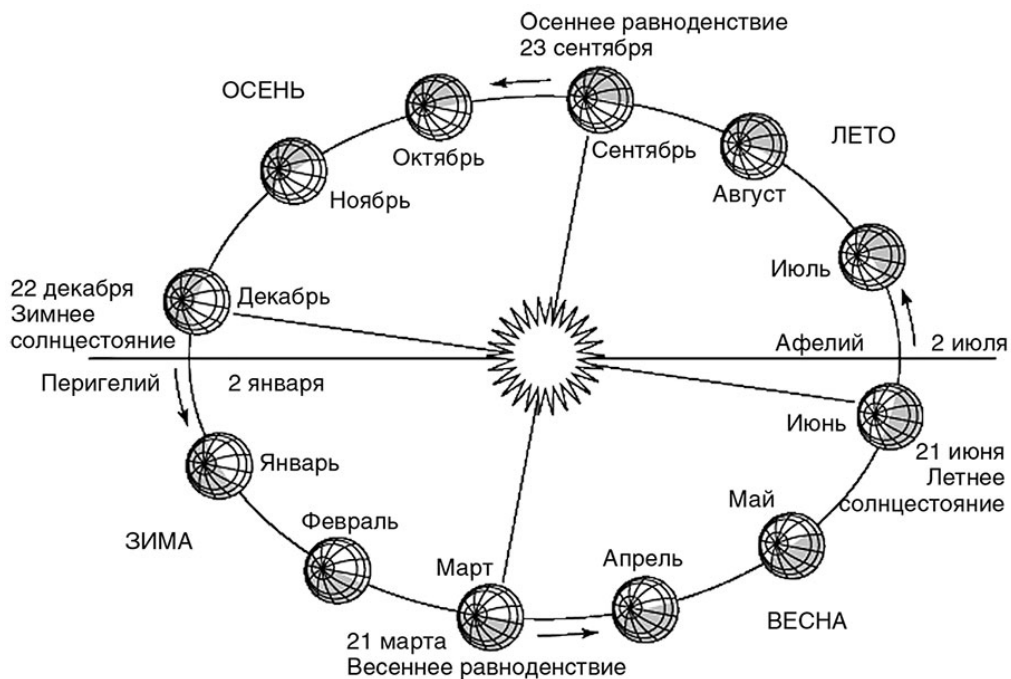 Осеннее равноденствие
23 сентября
ОСЕНЬ
ЛЕТО
Октябрь
Сентябрь
Ноябрь
Август
Июль
22 декабря
Зимнее
солнцестояние
Декабрь
Афелий
2 июля
Перигелий
2 января
Июнь
21 июня
Летнее
солнцестояние
Январь
Май
Февраль
ЗИМА
Март
Апрель
ВЕСНА
21 марта
Весеннее равноденствие